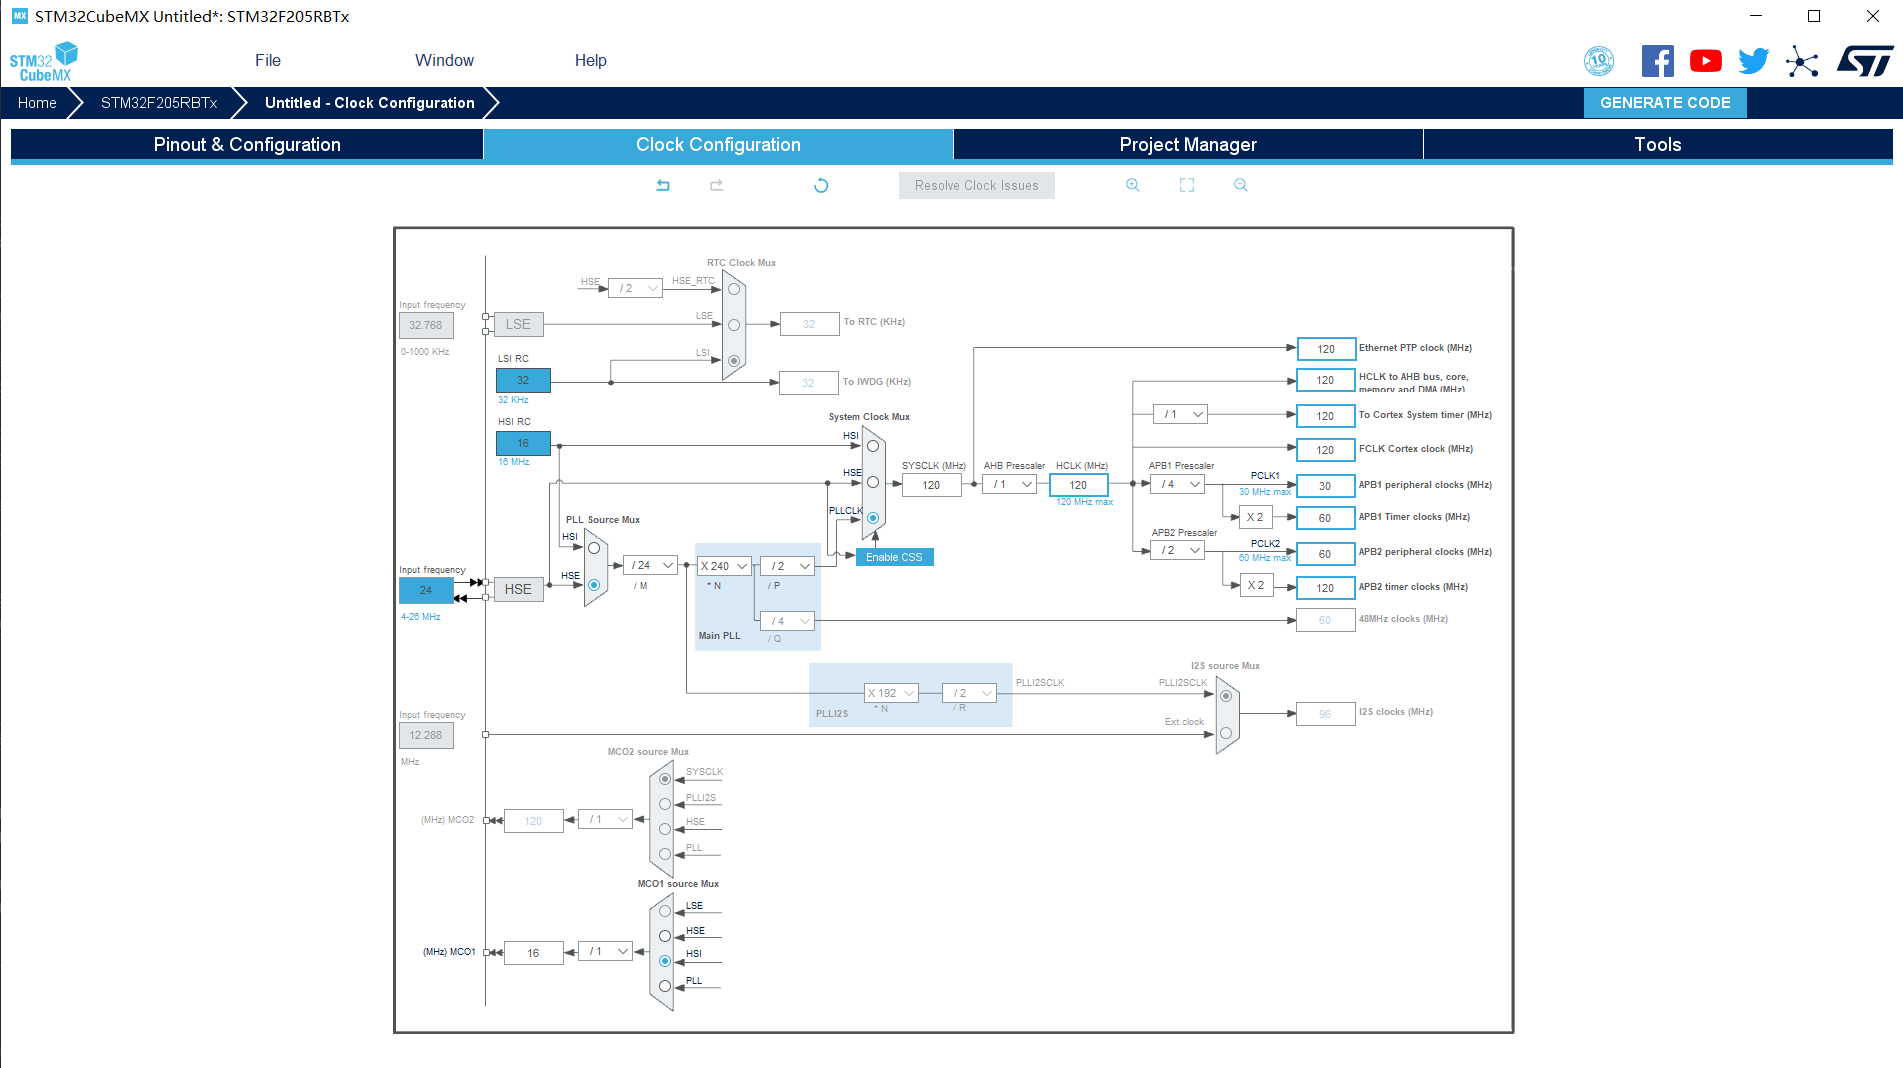 MX STM32CubeMX Untitled*: STM32F205RBTx
STM32 CubeMX
File Window Help
10
Home STM32F205RBTx Untitled - Clock Configuration GENERATE CODE
Pinout & Configuration Clock Configuration Project Manager Tools
Resolve Clock Issues
RTC Clock Mux
HSE / 2 HSE_RTC
Input frequency
32.768 LSE LSE 32 To RTC (KHz)
0-1000 KHz
LSI RC LSI
32 32 To IWDG (KHz)
32 KHz
120 Ethernet PTP clock (MHz)
120 HCLK to AHB bus, core,
memory and DMA (MHz)
/ 1 120 To Cortex System timer (MHz)
System Clock Mux
HSI RC HSI
16 120 FCLK Cortex clock (MHz)
16 MHz
HSE SYSCLK (MHz) AHB Prescaler HCLK (MHz) APB1 Prescaler
120 / 1 120 / 4 PCLK1 30 APB1 peripheral clocks (MHz)
120 MHz max 30 MHz max
PLLCLK
X 2 60 APB1 Timer clocks (MHz)
PLL Source Mux APB2 Prescaler
HSI / 2 PCLK2 60 APB2 peripheral clocks (MHz)
Enable CSS 60 MHz max
/ 24 X 240 / 2
/ M * N / P
Input frequency HSE
24 HSE X 2 120 APB2 timer clocks (MHz)
4-26 MHz
/ 4 60 48MHz clocks (MHz)
Main PLL / Q
I2S source Mux
X 192 / 2 PLLI2SCLK PLLI2SCLK
PLLI2S * N / R
96 I2S clocks (MHz)
Input frequency Ext.clock
12.288
MHz
MCO2 source Mux
SYSCLK
PLLI2S
(MHz) MCO2 120 / 1 HSE
PLL
MCO1 source Mux
LSE
HSE
(MHz) MCO1 16 / 1 HSI
PLL